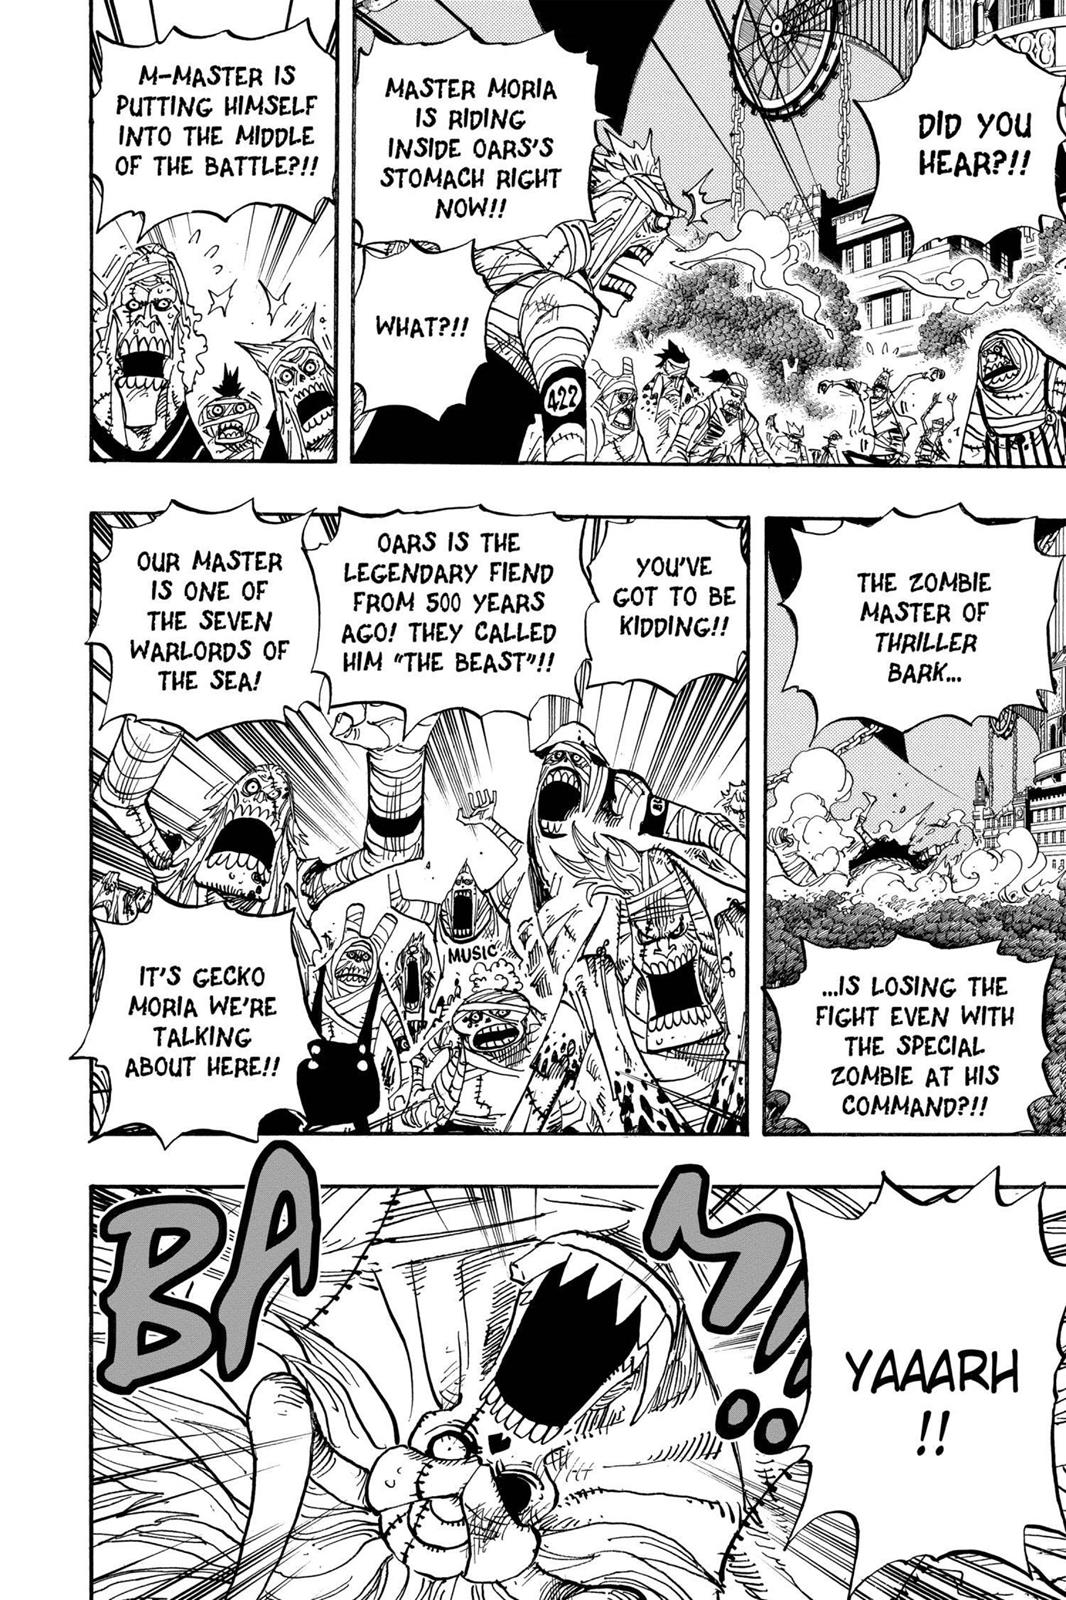 DID YOU
HEAR?!!
MASTER MORIA
IS RIDING
INSIDE OARS'S
STOMACH RIGHT
NOW!!
WHAT?!!
422
M-MASTER IS
PUTTING HIMSELF
INTO THE MIDDLE
OF THE BATTLE?!!
THE ZOMBIE
MASTER OF
THRILLER
BARK...
...IS LOSING THE
FIGHT EVEN WITH
THE SPECIAL
ZOMBIE AT HIS
COMMAND?!!
YOU'VE
GOT TO BE
KIDDING!!
OARS IS THE
LEGENDARY FIEND
FROM 500 YEARS
AGO! THEY CALLED
HIM "THE BEAST"!!
OUR MASTER
IS ONE OF
THE SEVEN
WARLORDS OF
THE SEA!
MUSIC
IT'S GECKO
MORIA WE'RE
TALKING
ABOUT HERE!!
YAAARH
!!
BAM!!